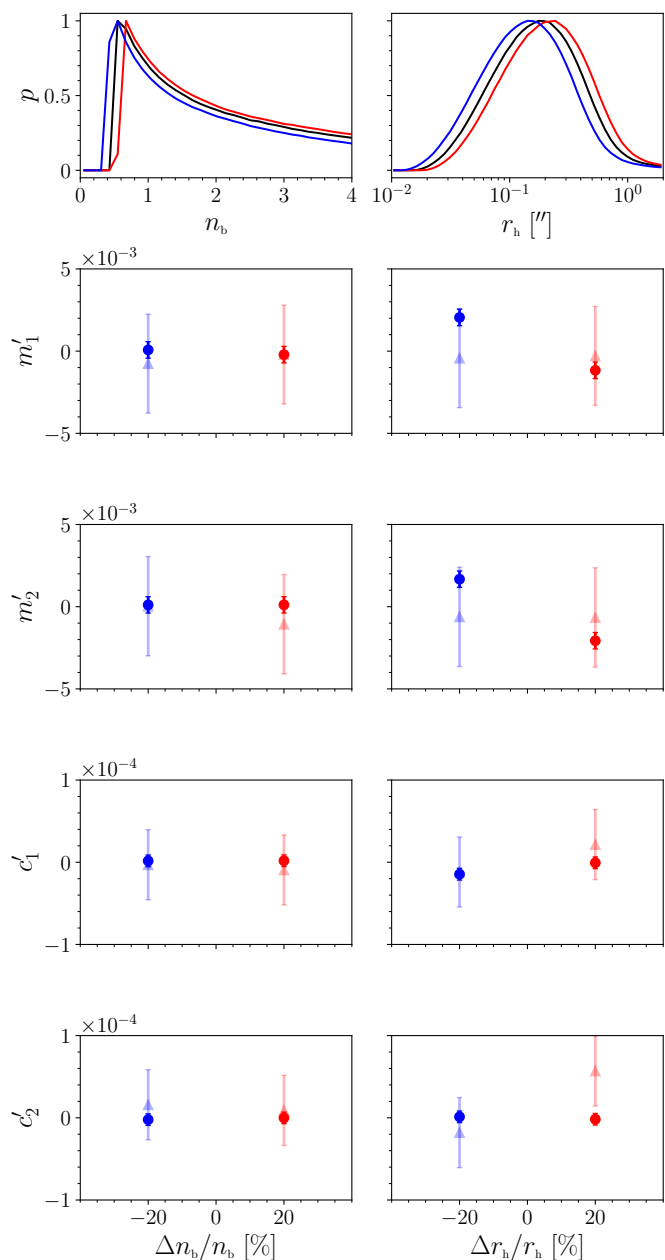 1
0.5
0
p
0 1 2 3 4
n_b
10^{-2} 10^{-1} 10^0
r_h ['']
×10^{-3}
5
0
−5
m′_1
×10^{-3}
5
0
−5
m′_2
×10^{-4}
1
0
−1
c′_1
×10^{-4}
1
0
−1
c′_2
−20 0 20
Δn_b/n_b [%]
−20 0 20
Δr_h/r_h [%]